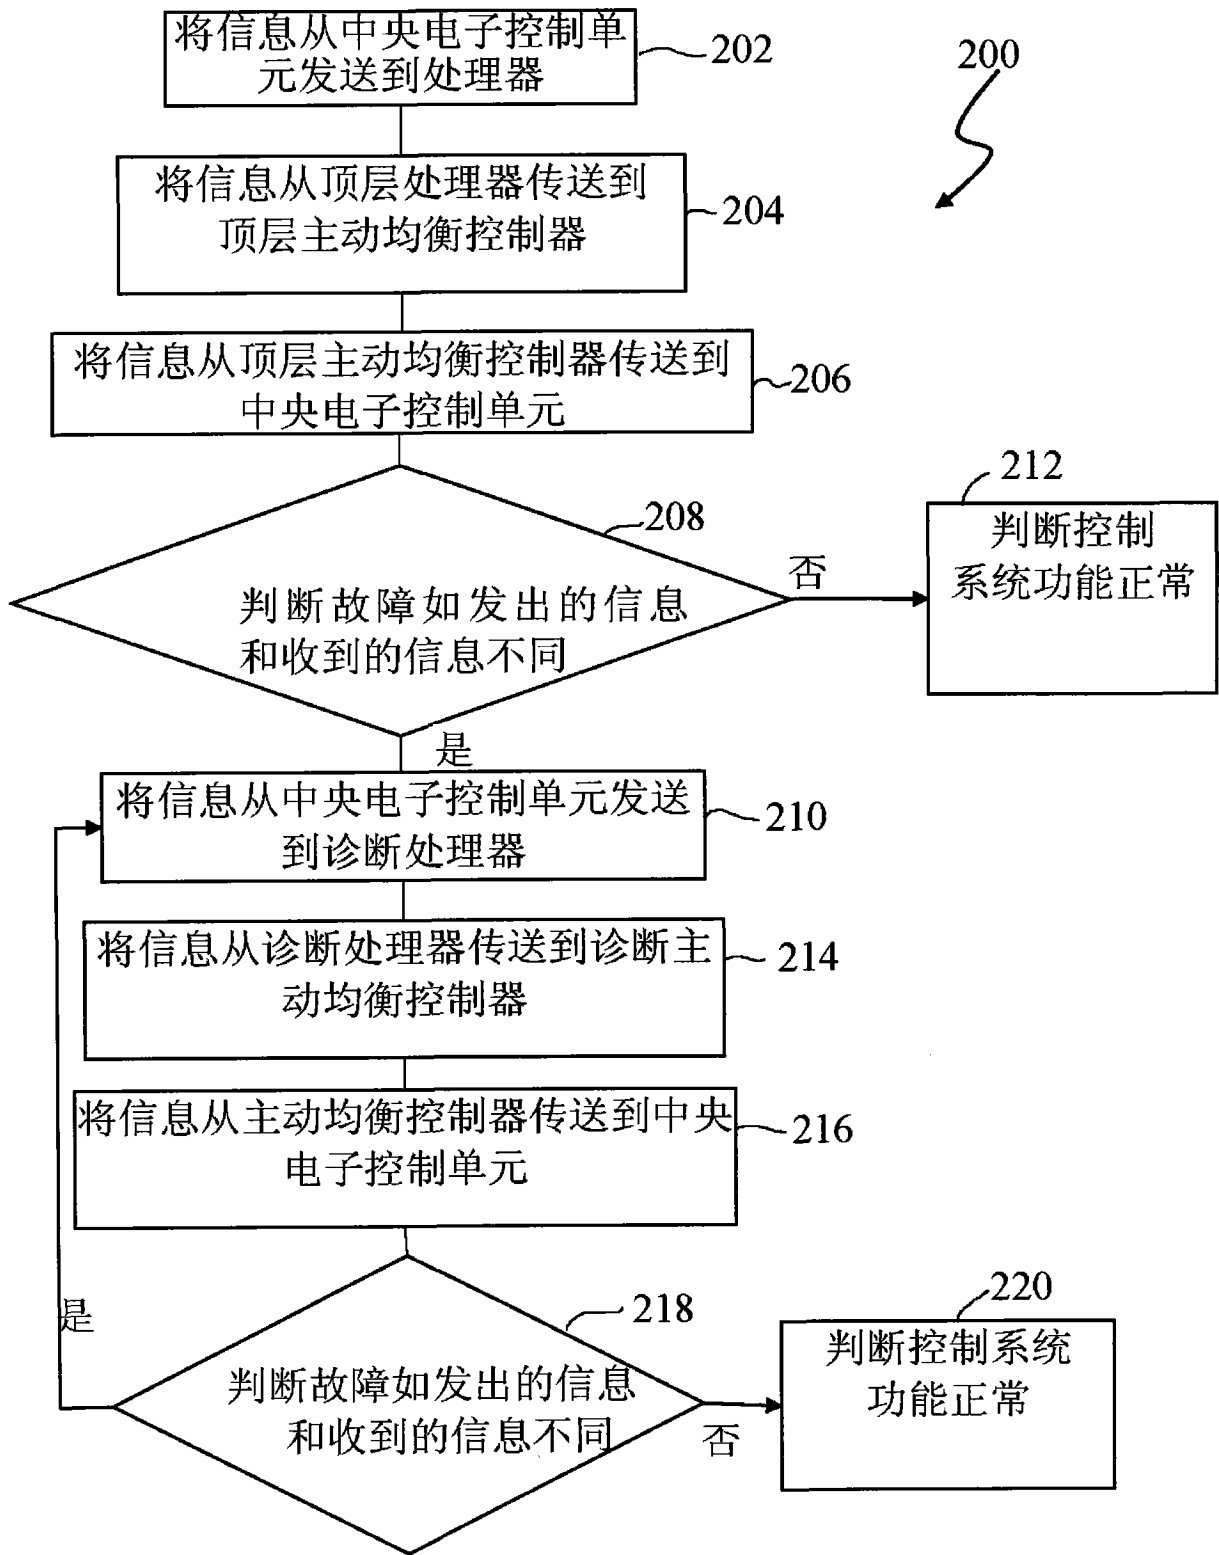 将信息从中央电子控制单
元发送到处理器
202
200
将信息从顶层处理器传送到
顶层主动均衡控制器
204
将信息从顶层主动均衡控制器传送到
中央电子控制单元
206
208
判断故障如发出的信息
和收到的信息不同
否
212
判断控制
系统功能正常
是
将信息从中央电子控制单元发送
到诊断处理器
210
将信息从诊断处理器传送到诊断主
动均衡控制器
214
将信息从主动均衡控制器传送到中央
电子控制单元
216
是
218
判断故障如发出的信息
和收到的信息不同
否
220
判断控制系统
功能正常